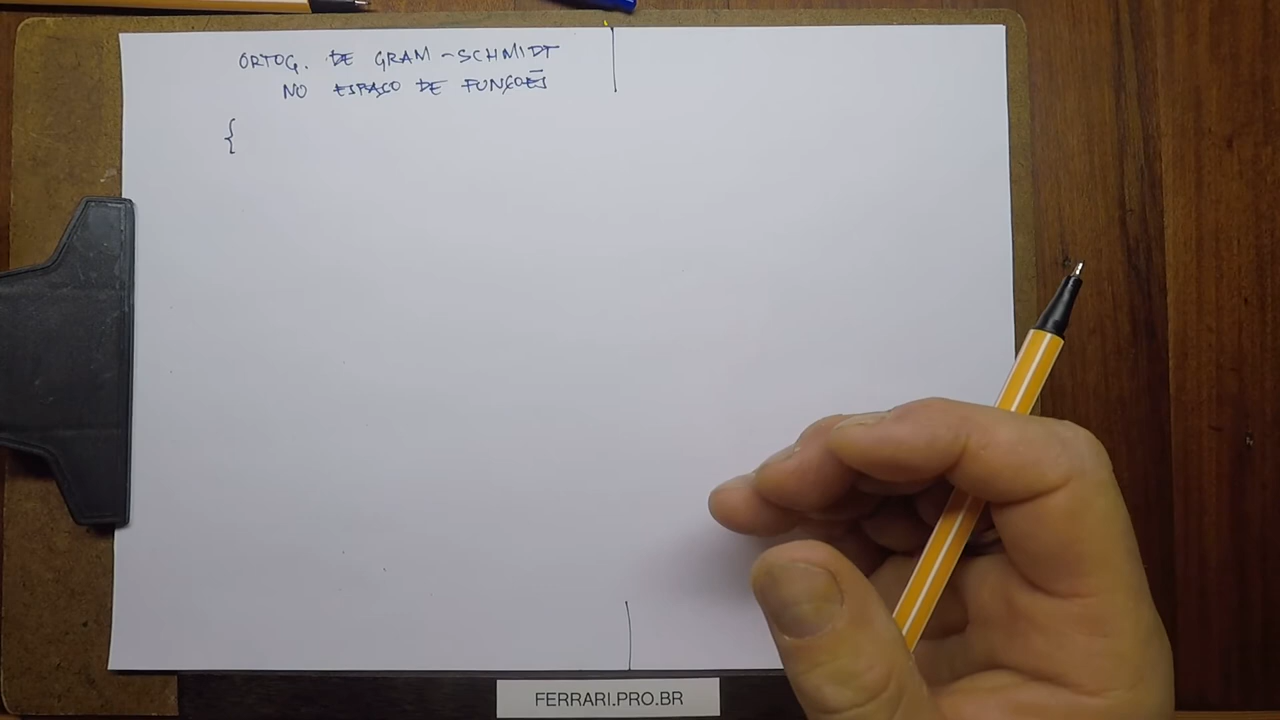 ORTOG. DE GRAM-SCHMIDT
NO ESPAÇO DE FUNÇÕES
{
FERRARI.PRO.BR